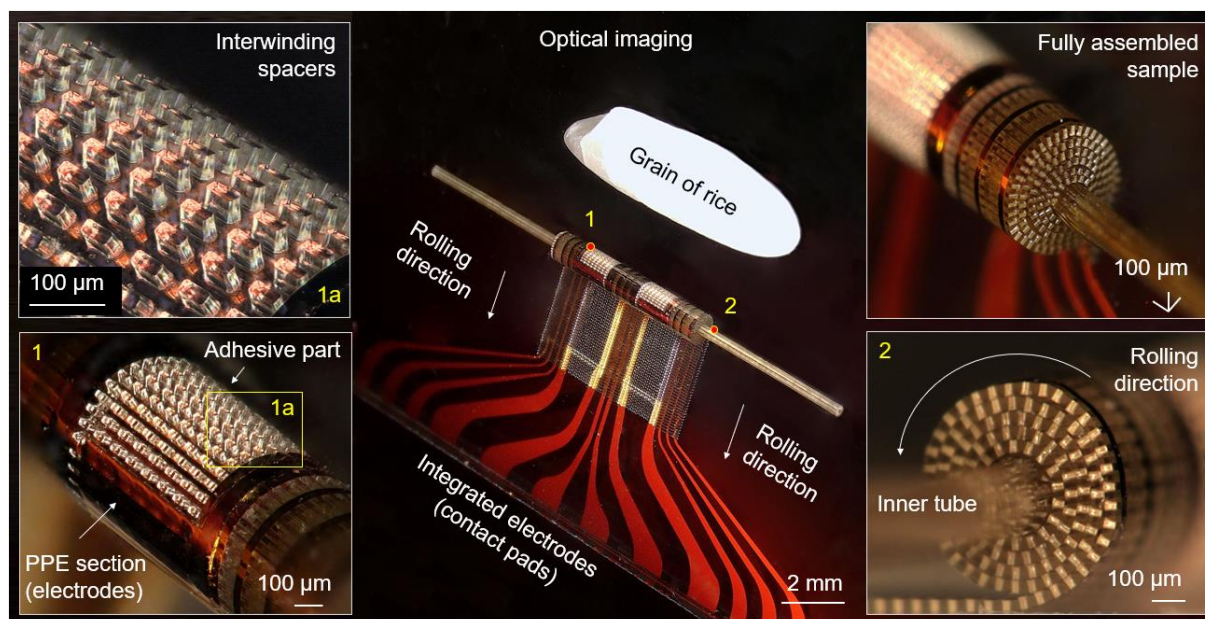 Interwinding
spacers
100 µm
1a
1
Adhesive part
1a
PPE section
(electrodes)
100 µm
Optical imaging
Grain of rice
1
Rolling
direction
2
Rolling
direction
Integrated electrodes
(contact pads)
2 mm
Fully assembled
sample
100 µm
2
Rolling
direction
Inner tube
100 µm